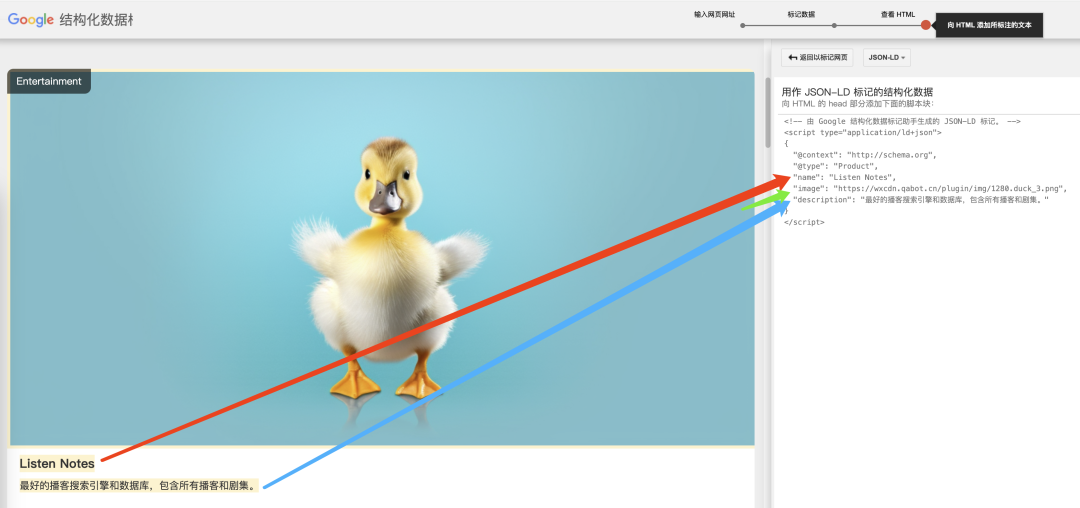 Google 结构化数据
输入网页网址
标记数据
查看 HTML
向 HTML 添加所标注的文本
Entertainment
返回以标记网页
JSON-LD
用作 JSON-LD 标记的结构化数据
向 HTML 的 head 部分添加下面的脚本块：
<!-- 由 Google 结构化数据标记助手生成的 JSON-LD 标记。 -->
<script type="application/ld+json">
{
"@context": "http://schema.org",
"@type": "Product",
"name": "Listen Notes",
"image": "https://wxcdn.qabot.cn/plugin/img/1280.duck_3.png",
"description": "最好的播客搜索引擎和数据库，包含所有播客和剧集。"
}
</script>
Listen Notes
最好的播客搜索引擎和数据库，包含所有播客和剧集。